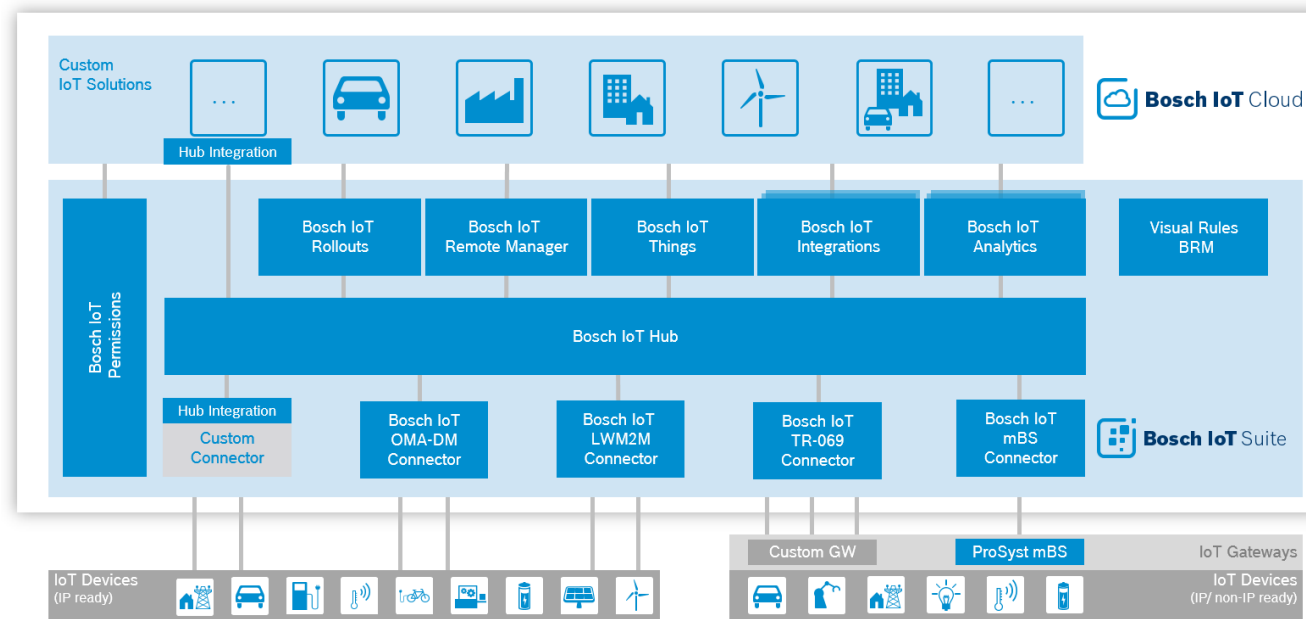 Custom
IoT Solutions
...
...
Hub Integration
Bosch IoT Cloud
Bosch IoT
Permissions
Bosch IoT
Rollouts
Bosch IoT
Remote Manager
Bosch IoT
Things
Bosch IoT
Integrations
Bosch IoT
Analytics
Visual Rules
BRM
Bosch IoT Hub
Hub Integration
Custom
Connector
Bosch IoT
OMA-DM
Connector
Bosch IoT
LWM2M
Connector
Bosch IoT
TR-069
Connector
Bosch IoT
mBS
Connector
Bosch IoT Suite
Custom GW
ProSyst mBS
IoT Gateways
IoT Devices
(IP ready)
IoT Devices
(IP/ non-IP ready)